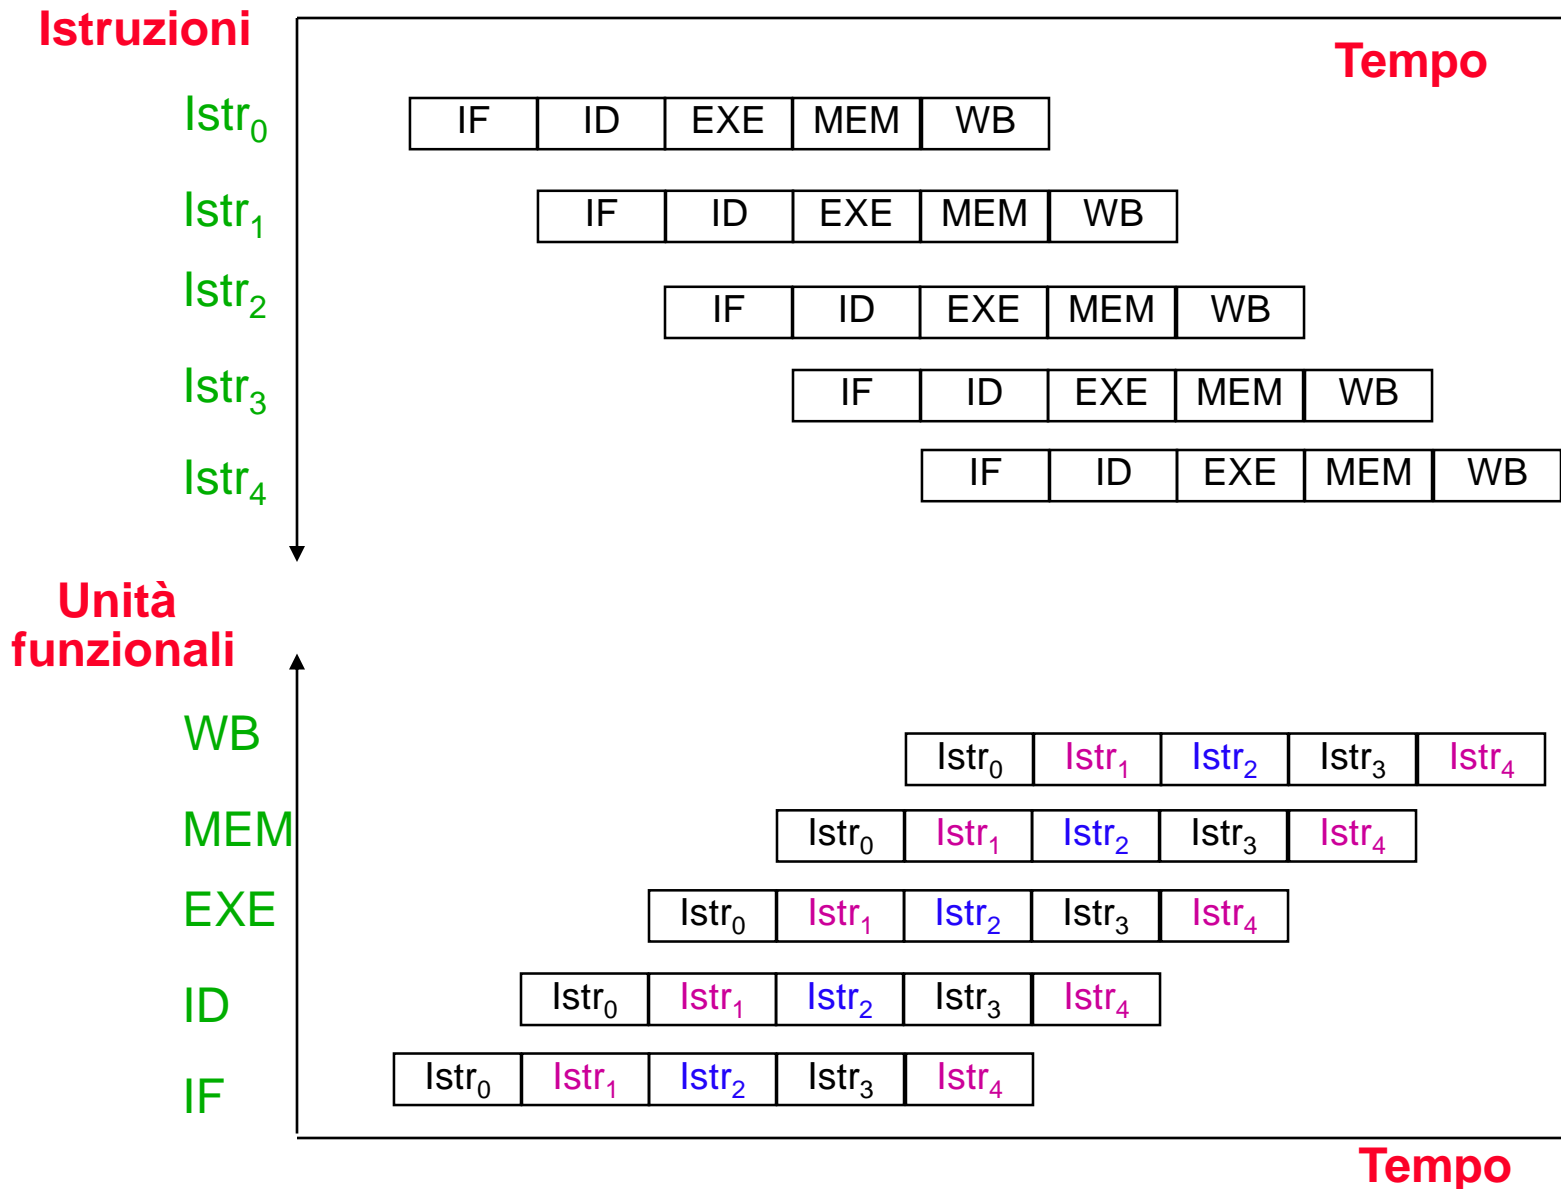 Istruzioni
Tempo
Istr0 IF ID EXE MEM WB
Istr1 IF ID EXE MEM WB
Istr2 IF ID EXE MEM WB
Istr3 IF ID EXE MEM WB
Istr4 IF ID EXE MEM WB
Unità
funzionali
WB Istr0 Istr1 Istr2 Istr3 Istr4
MEM Istr0 Istr1 Istr2 Istr3 Istr4
EXE Istr0 Istr1 Istr2 Istr3 Istr4
ID Istr0 Istr1 Istr2 Istr3 Istr4
IF Istr0 Istr1 Istr2 Istr3 Istr4
Tempo